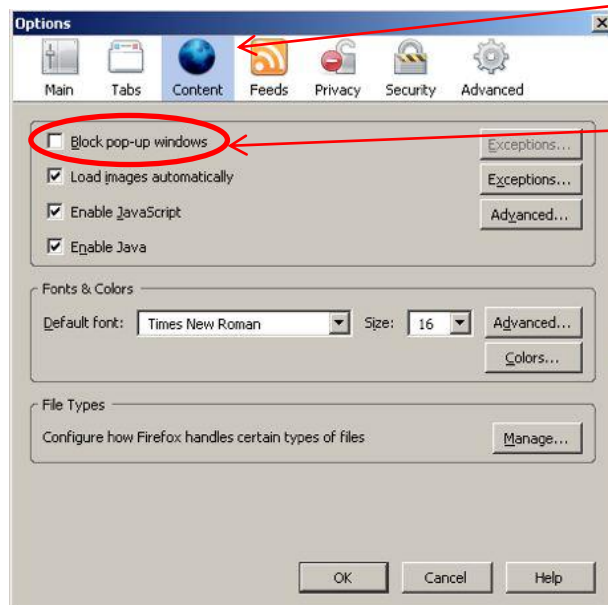 Options
Main Tabs Content Feeds Privacy Security Advanced
Block pop-up windows Exceptions...
Load images automatically Exceptions...
Enable JavaScript Advanced...
Enable Java
Fonts & Colors
Default font: Times New Roman Size: 16 Advanced...
Colors...
File Types
Configure how Firefox handles certain types of files Manage...
OK Cancel Help